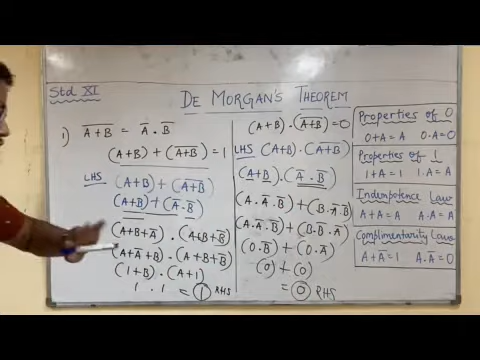 Std XI
DE MORGAN'S THEOREM
1) A̅+̅B̅ = A̅ . B̅
(A+B) + (A̅+̅B̅) = 1
LHS (A+B) + (A̅+̅B̅)
(A+B) + (A̅ . B̅)
(A+B+A̅) . (A+B+B̅)
(A+A̅+B) . (A+B+B̅)
(1+B) . (A+1)
1 . 1 = 1 RHS
(A+B) . (A̅+̅B̅) = 0
LHS (A+B) . (A̅+̅B̅)
(A+B) . (A̅ . B̅)
(A . A̅ . B̅) + (B . A̅ . B̅)
(A . A̅ . B̅) + (B . B̅ . A̅)
(0 . B̅) + (0 . A̅)
(0) + (0)
= 0 RHS
Properties of 0
0+A = A 0.A = 0
Properties of 1
1+A = 1 1.A = A
Indenpotence Law
A+A = A A.A = A
Complimentarity Law
A+A̅ = 1 A.A̅ = 0